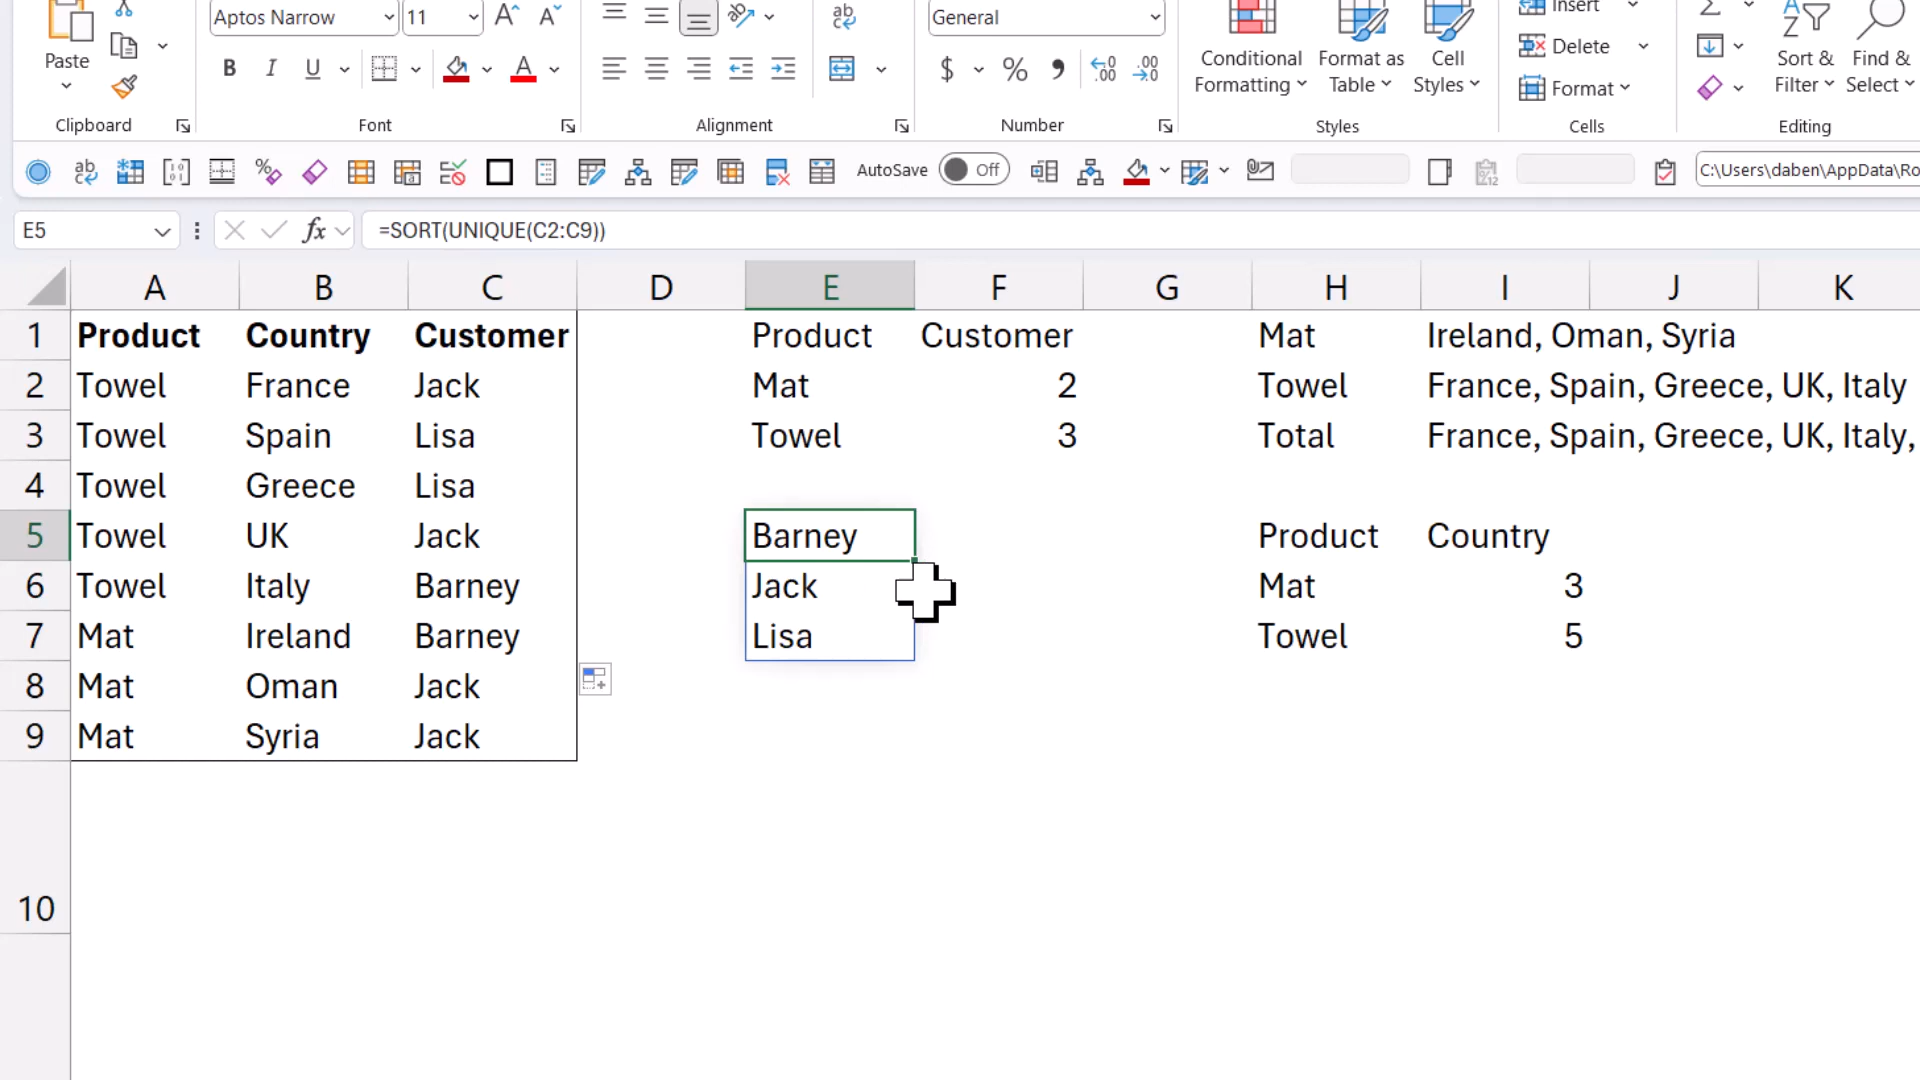 Aptos Narrow 11 General Insert
Paste Delete
B I U A $ % Conditional Formatting Format as Table Cell Styles Format Sort & Filter Find & Select
Clipboard Font Alignment Number Styles Cells Editing
AutoSave Off C:\Users\daben\AppData\Ro
E5 fx =SORT(UNIQUE(C2:C9))
A B C D E F G H I J K
1 Product Country Customer Product Customer Mat Ireland, Oman, Syria
2 Towel France Jack Mat 2 Towel France, Spain, Greece, UK, Italy
3 Towel Spain Lisa Towel 3 Total France, Spain, Greece, UK, Italy,
4 Towel Greece Lisa
5 Towel UK Jack Barney Product Country
6 Towel Italy Barney Jack Mat 3
7 Mat Ireland Barney Lisa Towel 5
8 Mat Oman Jack
9 Mat Syria Jack
10